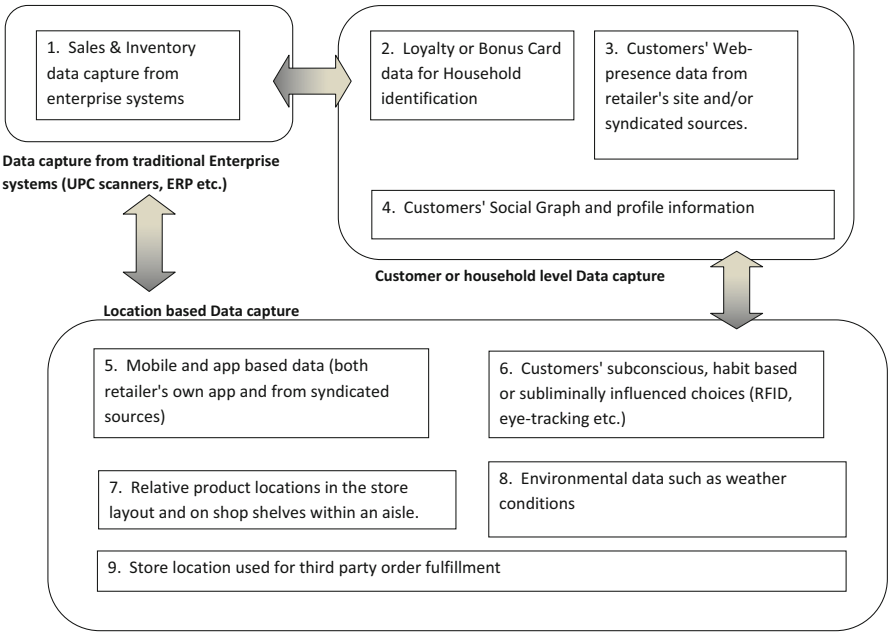 1. Sales & Inventory
data capture from
enterprise systems
Data capture from traditional Enterprise
systems (UPC scanners, ERP etc.)
2. Loyalty or Bonus Card
data for Household
identification
3. Customers' Web-
presence data from
retailer's site and/or
syndicated sources.
4. Customers' Social Graph and profile information
Customer or household level Data capture
Location based Data capture
5. Mobile and app based data (both
retailer's own app and from syndicated
sources)
6. Customers' subconscious, habit based
or subliminally influenced choices (RFID,
eye-tracking etc.)
7. Relative product locations in the store
layout and on shop shelves within an aisle.
8. Environmental data such as weather
conditions
9. Store location used for third party order fulfillment